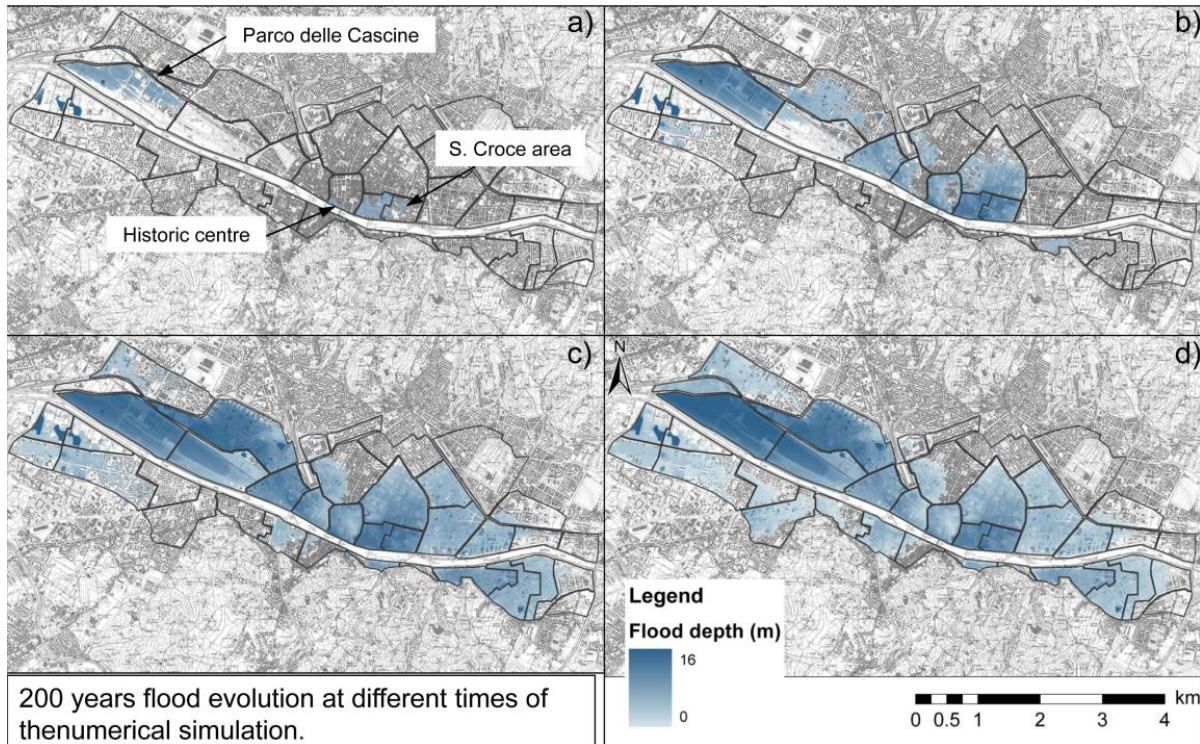 Parco delle Cascine
a)
S. Croce area
Historic centre
b)
c)
N
d)
Legend
Flood depth (m)
16
0
km
0 0.5 1 2 3 4
200 years flood evolution at different times of
thenumerical simulation.